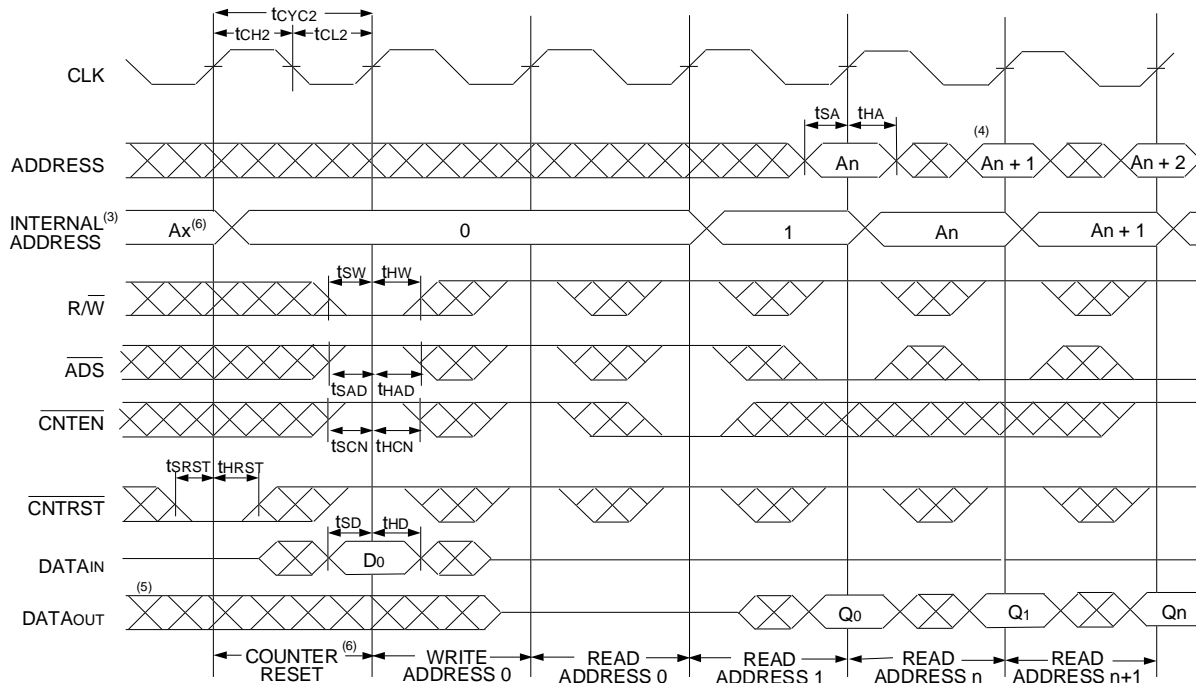 tCYC2
tCH2 tCL2
CLK
tSA tHA
(4)
ADDRESS An An + 1 An + 2
INTERNAL(3)
ADDRESS Ax(6) 0 1 An An + 1
tSW tHW
R/W̅
A̅D̅S̅
tSAD tHAD
C̅N̅T̅E̅N̅
tSCN tHCN
tSRST tHRST
C̅N̅T̅R̅S̅T̅
tSD tHD
DATAIN D0
(5)
DATAOUT Q0 Q1 Qn
COUNTER (6)
RESET
WRITE
ADDRESS 0
READ
ADDRESS 0
READ
ADDRESS 1
READ
ADDRESS n
READ
ADDRESS n+1